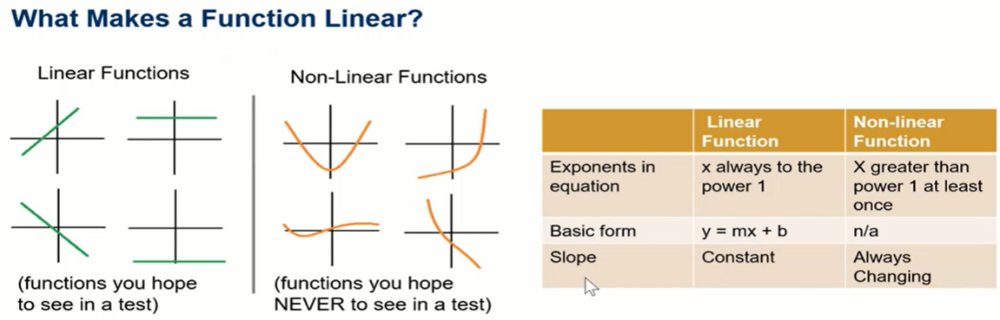 What Makes a Function Linear?
Linear Functions
Non-Linear Functions
(functions you hope
to see in a test)
(functions you hope
NEVER to see in a test)
Linear
Function
Non-linear
Function
Exponents in
equation
x always to the
power 1
X greater than
power 1 at least
once
Basic form
y = mx + b
n/a
Slope
Constant
Always
Changing